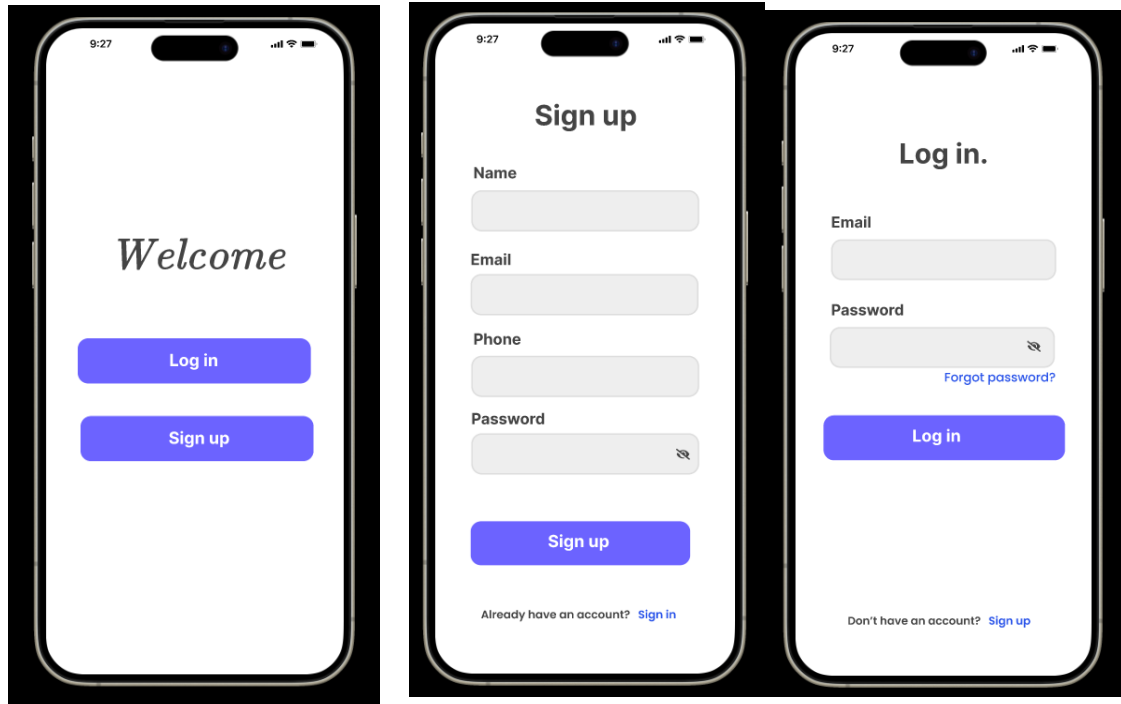 9:27
Welcome
Log in
Sign up
9:27
Sign up
Name
Email
Phone
Password
Sign up
Already have an account? Sign in
9:27
Log in.
Email
Password
Forgot password?
Log in
Don't have an account? Sign up